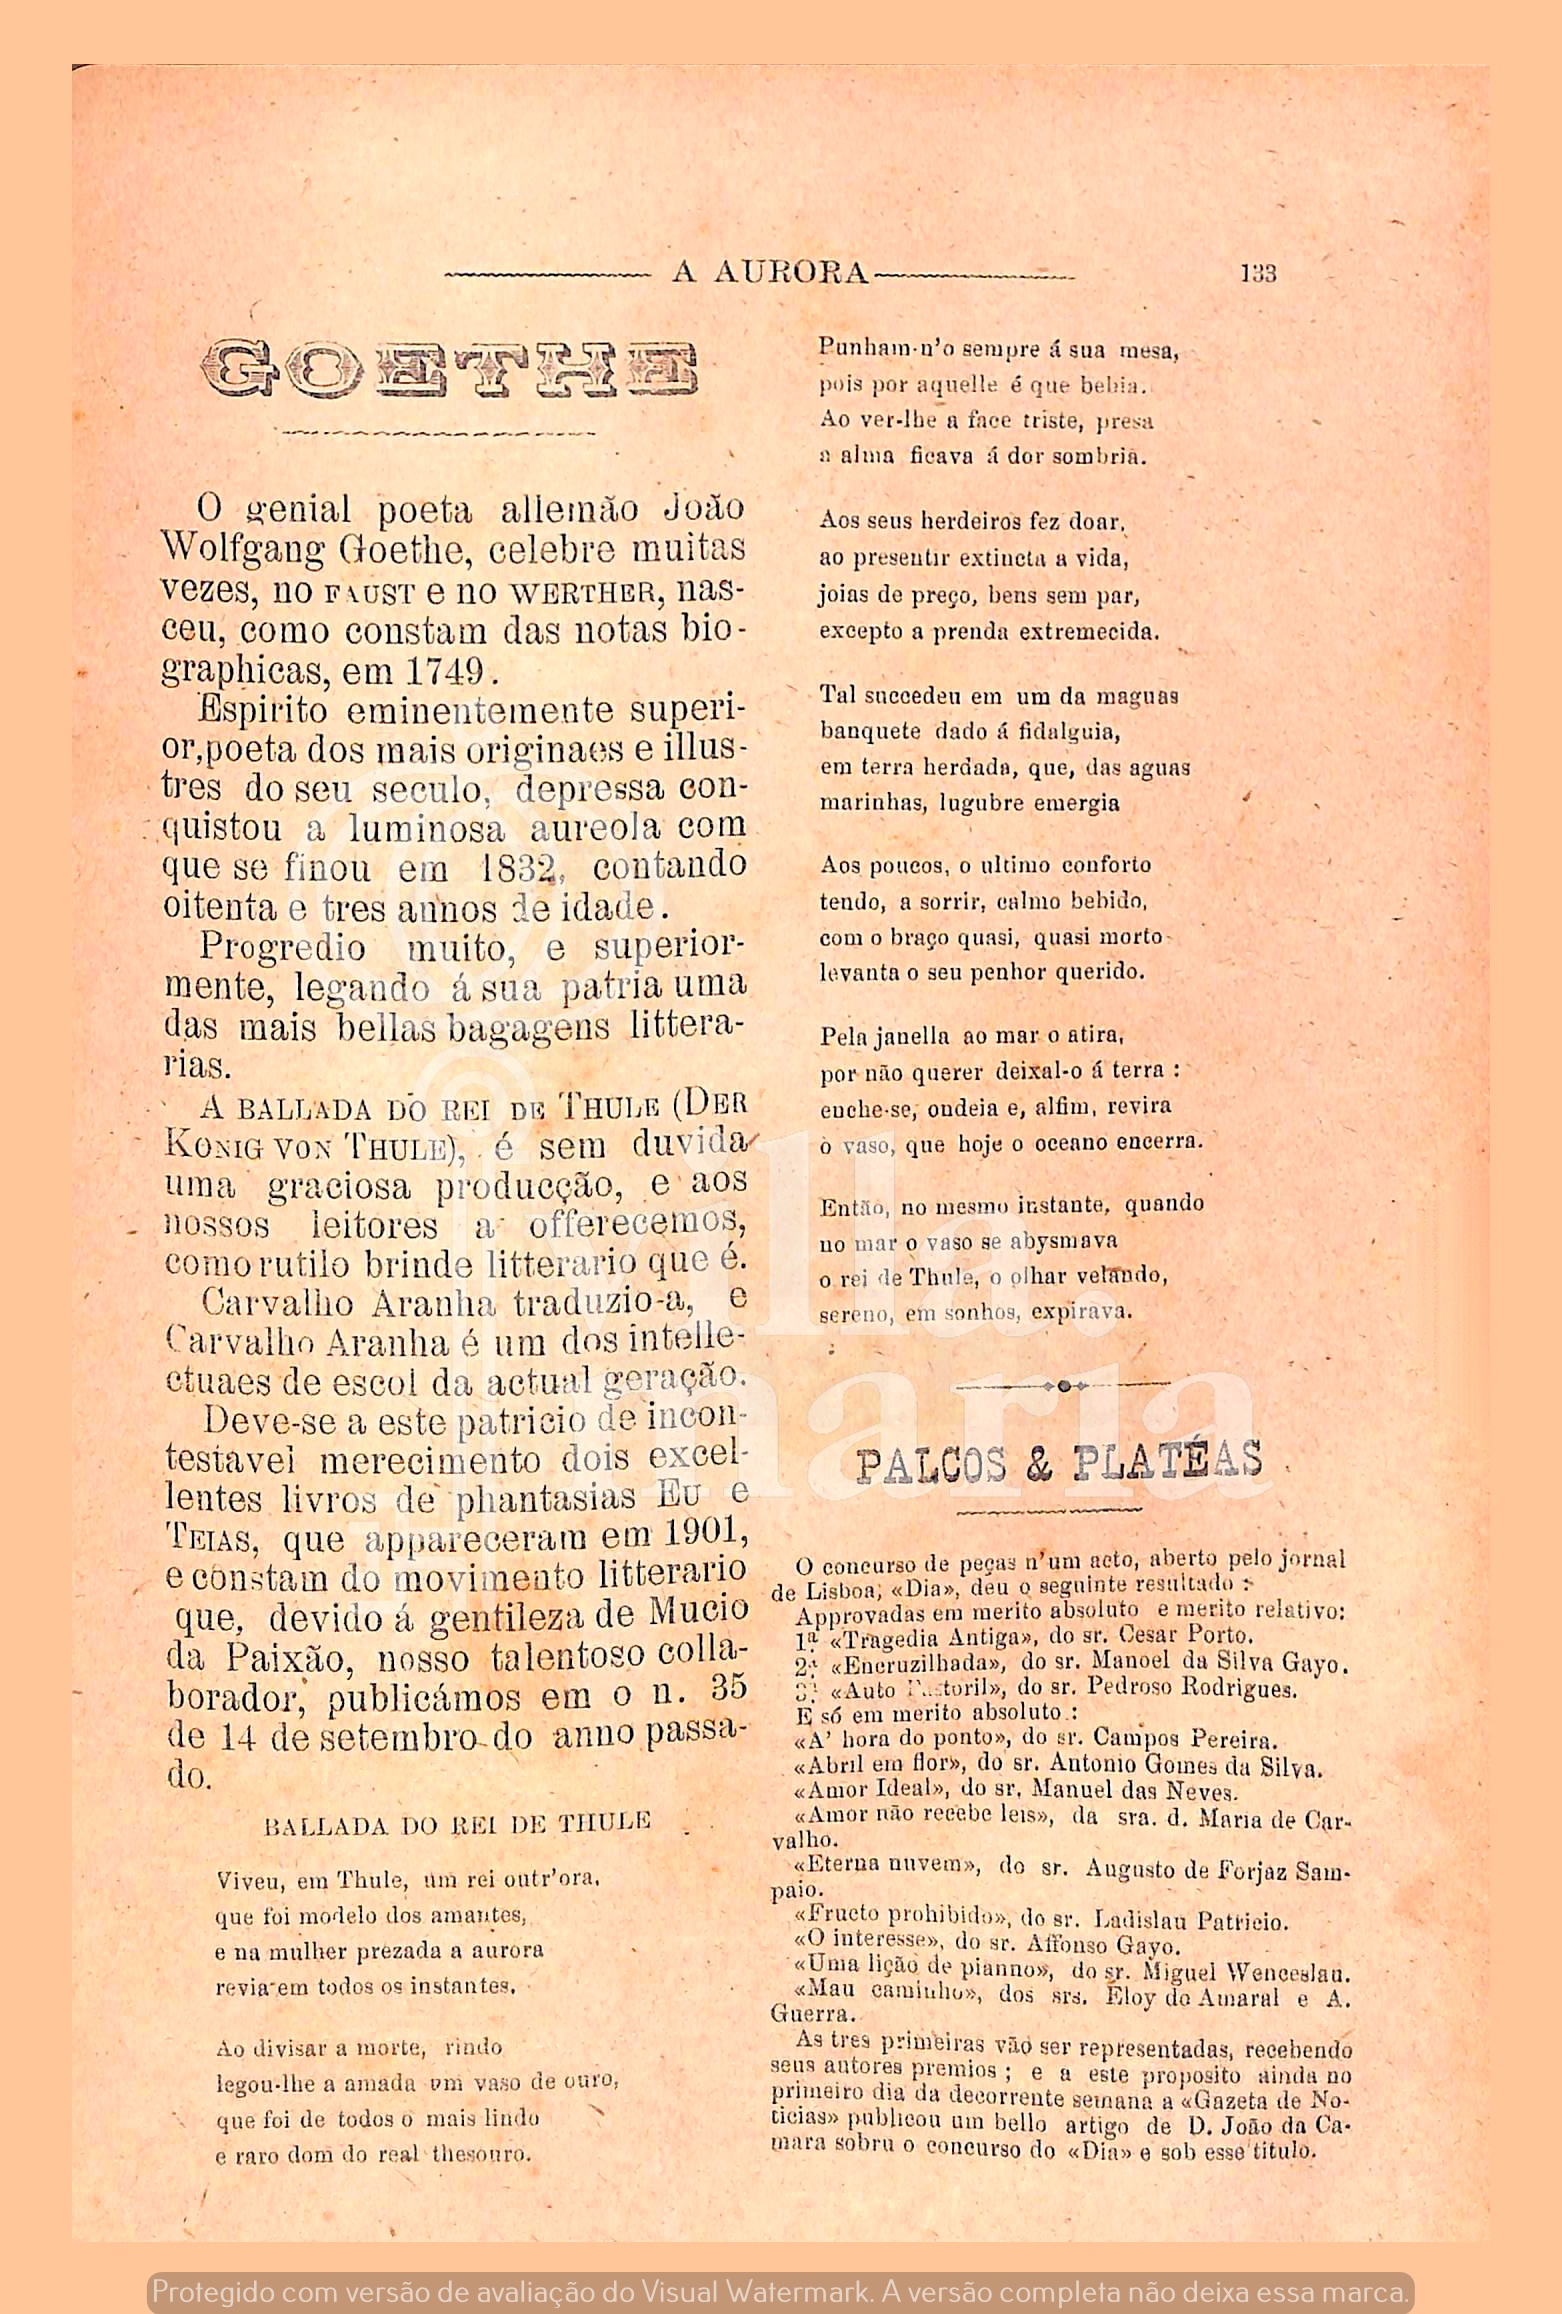 A AURORA
133
GOETHE
O genial poeta allemão João
Wolfgang Goethe, celebre muitas
vezes, no FAUST e no WERTHER, nas-
ceu, como constam das notas bio-
graphicas, em 1749.
Espirito eminentemente superi-
or,poeta dos mais originaes e illus-
tres do seu seculo, depressa con-
quistou a luminosa aureola com
que se finou em 1832, contando
oitenta e tres annos de idade.
Progredio muito, e superior-
mente, legando á sua patria uma
das mais bellas bagagens littera-
rias.
A BALLADA DO REI DE THULE (DER
KONIG VON THULE), é sem duvida
uma graciosa producção, e aos
nossos leitores a offerecemos,
como rutilo brinde litterario que é.
Carvalho Aranha traduzio-a, e
Carvalho Aranha é um dos intelle-
ctuaes de escol da actual geração.
Deve-se a este patricio de incon-
testavel merecimento dois excel-
lentes livros de phantasias EU e
TEIAS, que appareceram em 1901,
e constam do movimento litterario
que, devido á gentileza de Mucio
da Paixão, nosso talentoso colla-
borador, publicámos em o n. 35
de 14 de setembro do anno passa-
do.
BALLADA DO REI DE THULE
Viveu, em Thule, um rei outr'ora,
que foi modelo dos amantes,
e na mulher prezada a aurora
revia em todos os instantes.
Ao divisar a morte, rindo
legou-lhe a amada um vaso de ouro,
que foi de todos o mais lindo
e raro dom do real thesouro.
Punham-n'o sempre á sua mesa,
pois por aquelle é que bebia.
Ao ver-lhe a face triste, presa
a alma ficava á dor sombria.
Aos seus herdeiros fez doar,
ao presentir extincta a vida,
joias de preço, bens sem par,
excepto a prenda extremecida.
Tal succedeu em um da maguas
banquete dado á fidalguia,
em terra herdada, que, das aguas
marinhas, lugubre emergia
Aos poucos, o ultimo conforto
tendo, a sorrir, calmo bebido,
com o braço quasi, quasi morto
levanta o seu penhor querido.
Pela janella ao mar o atira,
por não querer deixal-o á terra :
enche-se, ondeia e, alfim, revira
o vaso, que hoje o oceano encerra.
Então, no mesmo instante, quando
no mar o vaso se abysmava
o rei de Thule, o olhar velando,
sereno, em sonhos, expirava.
PALCOS & PLATÉAS
O concurso de peças n'um acto, aberto pelo jornal
de Lisboa, «Dia», deu o seguinte resultado :
Approvadas em merito absoluto e merito relativo:
1ª «Tragedia Antiga», do sr. Cesar Porto.
2ª «Encruzilhada», do sr. Manoel da Silva Gayo.
3ª «Auto Pastoril», do sr. Pedroso Rodrigues.
E só em merito absoluto :
«A' hora do ponto», do sr. Campos Pereira.
«Abril em flor», do sr. Antonio Gomes da Silva.
«Amor Ideal», do sr. Manuel das Neves.
«Amor não recebe leis», da sra. d. Maria de Car-
valho.
«Eterna nuvem», do sr. Augusto de Forjaz Sam-
paio.
«Fructo prohibido», do sr. Ladislau Patricio.
«O interesse», do sr. Affonso Gayo.
«Uma lição de pianno», do sr. Miguel Wenceslau.
«Mau caminho», dos srs. Eloy do Amaral e A.
Guerra.
As tres primeiras vão ser representadas, recebendo
seus autores premios ; e a este proposito ainda no
primeiro dia da decorrente semana a «Gazeta de No-
ticias» publicou um bello artigo de D. João da Ca-
mara sobru o concurso do «Dia» e sob esse titulo.
maria
Protegido com versão de avaliação do Visual Watermark. A versão completa não deixa essa marca.